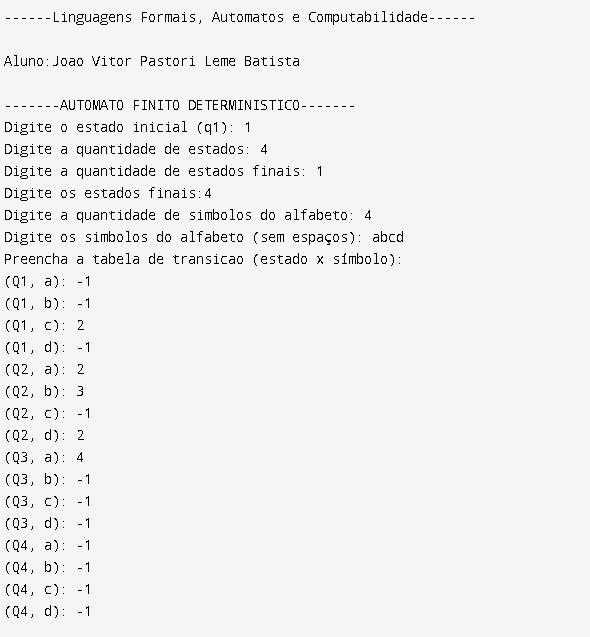 ------Linguagens Formais, Automatos e Computabilidade------
Aluno:Joao Vitor Pastori Leme Batista
-------AUTOMATO FINITO DETERMINISTICO-------
Digite o estado inicial (q1): 1
Digite a quantidade de estados: 4
Digite a quantidade de estados finais: 1
Digite os estados finais:4
Digite a quantidade de simbolos do alfabeto: 4
Digite os simbolos do alfabeto (sem espaços): abcd
Preencha a tabela de transicao (estado x símbolo):
(Q1, a): -1
(Q1, b): -1
(Q1, c): 2
(Q1, d): -1
(Q2, a): 2
(Q2, b): 3
(Q2, c): -1
(Q2, d): 2
(Q3, a): 4
(Q3, b): -1
(Q3, c): -1
(Q3, d): -1
(Q4, a): -1
(Q4, b): -1
(Q4, c): -1
(Q4, d): -1